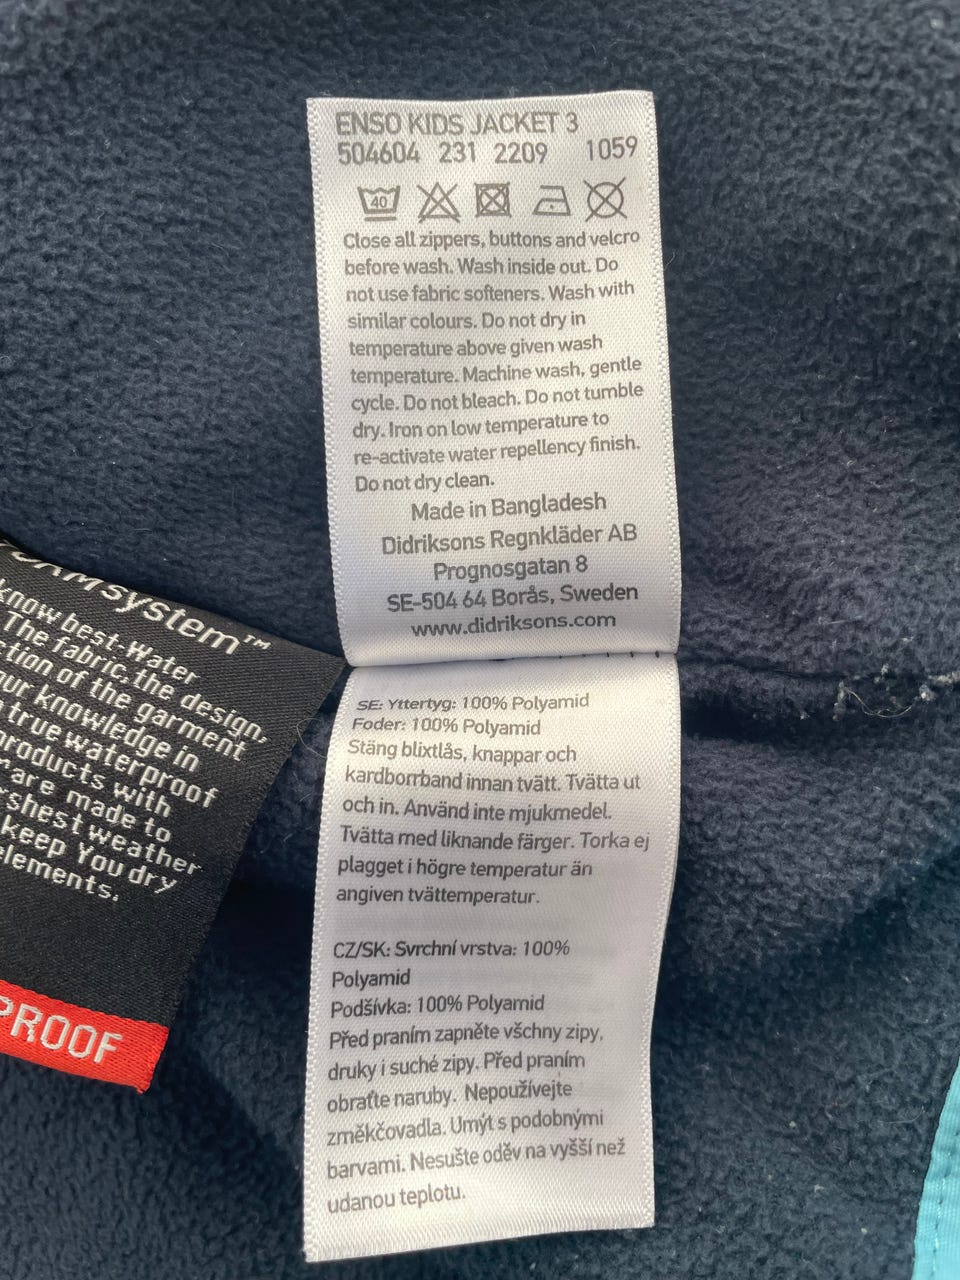 ENSO KIDS JACKET 3
504604 231 2209 1059
40
Close all zippers, buttons and velcro
before wash. Wash inside out. Do
not use fabric softeners. Wash with
similar colours. Do not dry in
temperature above given wash
temperature. Machine wash, gentle
cycle. Do not bleach. Do not tumble
dry. Iron on low temperature to
re-activate water repellency finish.
Do not dry clean.
Made in Bangladesh
Didriksons Regnkläder AB
Prognosgatan 8
SE-504 64 Borås, Sweden
www.didriksons.com
SE: Yttertyg: 100% Polyamid
Foder: 100% Polyamid
Stäng blixtlås, knappar och
kardborrband innan tvätt. Tvätta ut
och in. Använd inte mjukmedel.
Tvätta med liknande färger. Torka ej
plagget i högre temperatur än
angiven tvättemperatur.
CZ/SK: Svrchní vrstva: 100%
Polyamid
Podšívka: 100% Polyamid
Před praním zapněte všchny zipy,
druky i suché zipy. Před praním
obraťte naruby. Nepoužívejte
změkčovadla. Umýt s podobnými
barvami. Nesušte oděv na vyšší než
udanou teplotu.
system™
know best-Water
The fabric, the design,
of the garment
knowledge in
true waterproof
products with
are made to
weather
keep You dry
elements.
PROOF